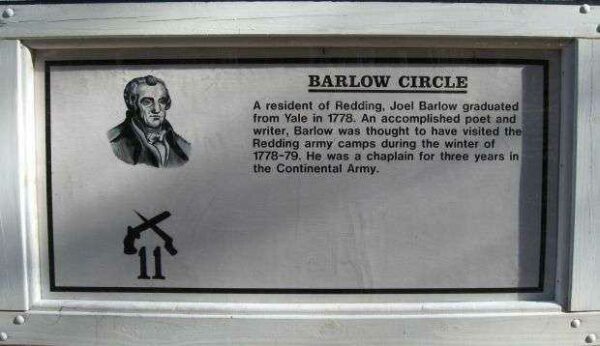 BARLOW CIRCLE
A resident of Redding, Joel Barlow graduated
from Yale in 1778. An accomplished poet and
writer, Barlow was thought to have visited the
Redding army camps during the winter of
1778-79. He was a chaplain for three years in
the Continental Army.
11